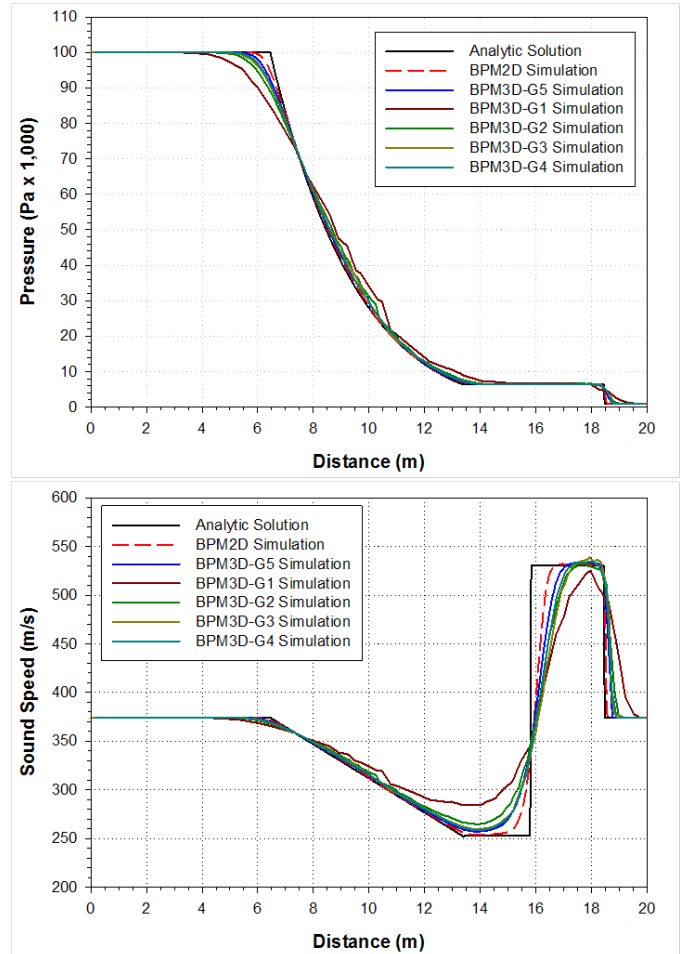 110
100
90
80
70
60
50
40
30
20
10
0
Pressure (Pa x 1,000)
Analytic Solution
BPM2D Simulation
BPM3D-G5 Simulation
BPM3D-G1 Simulation
BPM3D-G2 Simulation
BPM3D-G3 Simulation
BPM3D-G4 Simulation
0 2 4 6 8 10 12 14 16 18 20
Distance (m)
600
550
500
450
400
350
300
250
200
Sound Speed (m/s)
Analytic Solution
BPM2D Simulation
BPM3D-G5 Simulation
BPM3D-G1 Simulation
BPM3D-G2 Simulation
BPM3D-G3 Simulation
BPM3D-G4 Simulation
0 2 4 6 8 10 12 14 16 18 20
Distance (m)